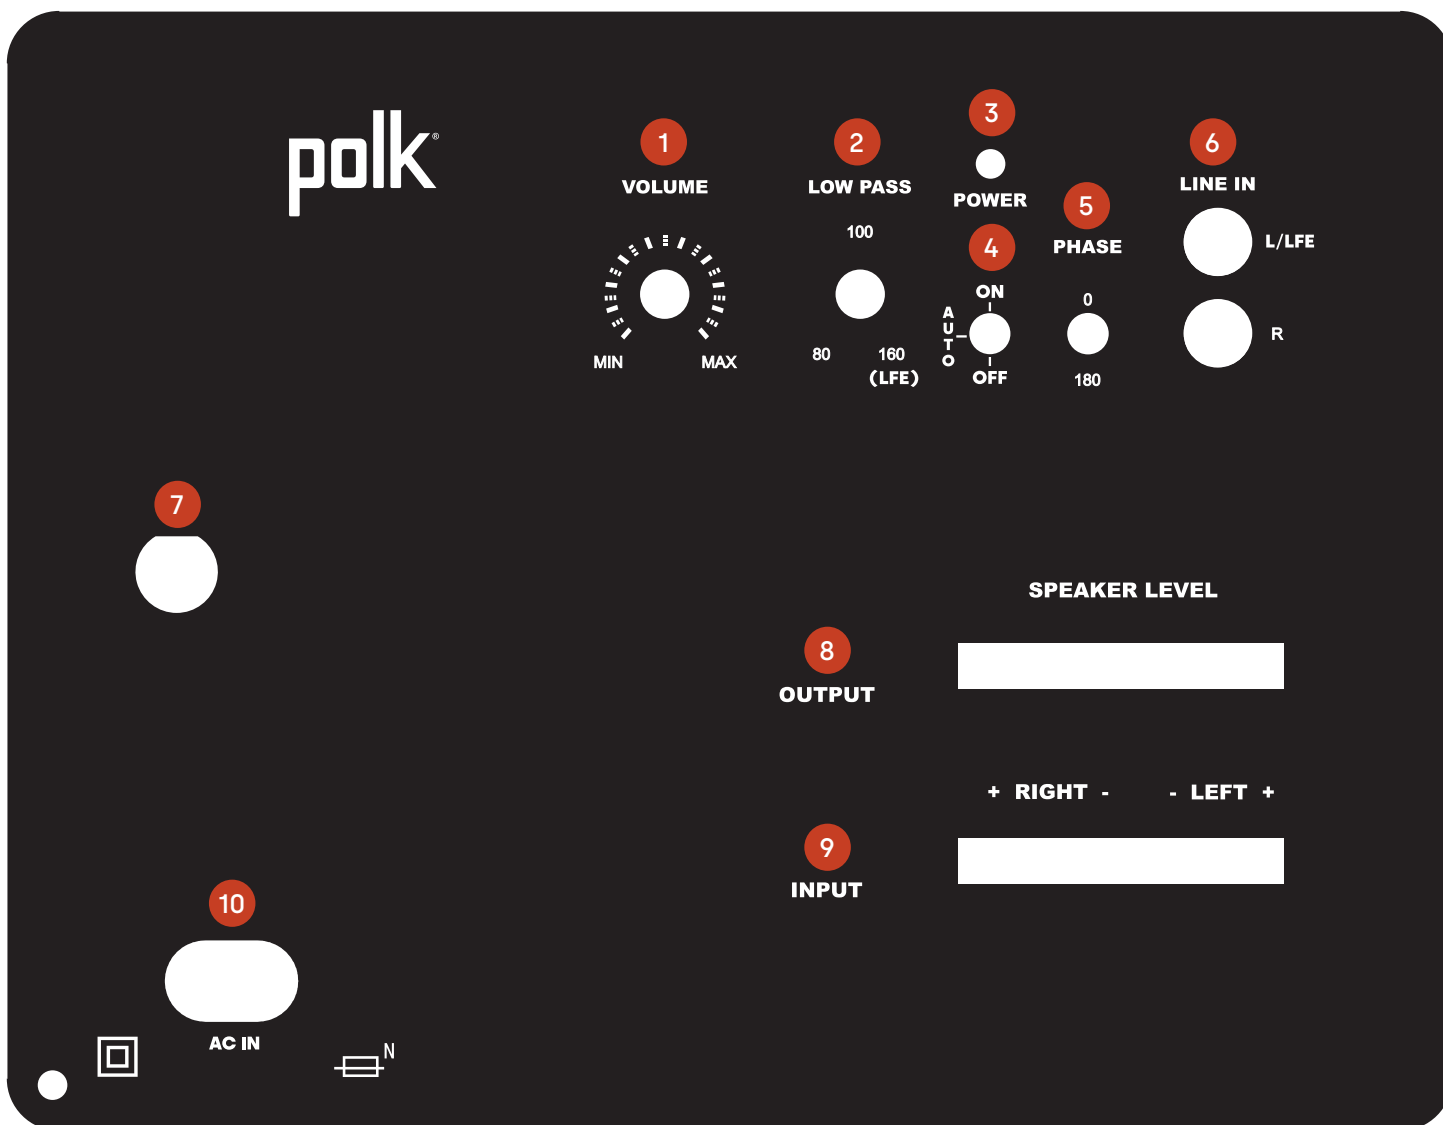 polk®
1
VOLUME
MIN
MAX
2
LOW PASS
100
80
160
(LFE)
3
POWER
4
ON
AUTO
OFF
5
PHASE
0
180
6
LINE IN
L/LFE
R
7
SPEAKER LEVEL
8
OUTPUT
+ RIGHT - - LEFT +
9
INPUT
10
AC IN
N